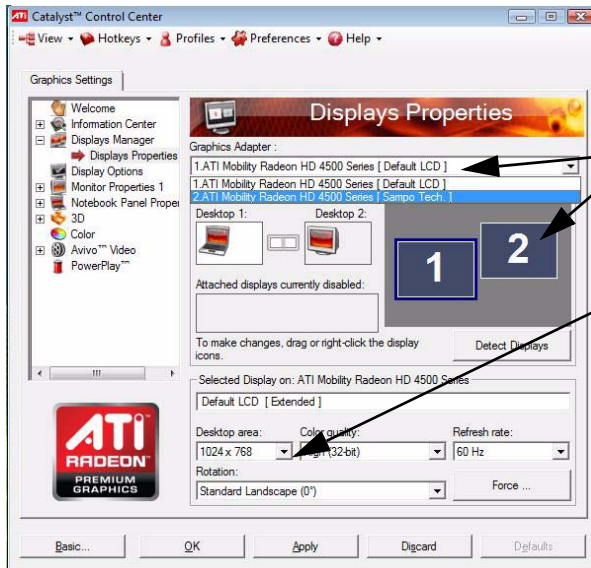 ATI Catalyst™ Control Center
View Hotkeys Profiles Preferences Help
Graphics Settings
Welcome
Information Center
Displays Manager
Displays Properties
Display Options
Monitor Properties 1
Notebook Panel Proper
3D
Color
Avivo™ Video
PowerPlay™
ATI
RADEON
PREMIUM
GRAPHICS
Displays Properties
Graphics Adapter :
1.ATI Mobility Radeon HD 4500 Series [ Default LCD ]
1.ATI Mobility Radeon HD 4500 Series [ Default LCD ]
2.ATI Mobility Radeon HD 4500 Series [ Sampo Tech. ]
Desktop 1: Desktop 2:
1 2
Attached displays currently disabled:
To make changes, drag or right-click the display
icons.
Detect Displays
Selected Display on: ATI Mobility Radeon HD 4500 Series
Default LCD [ Extended ]
Desktop area: Color quality: Refresh rate:
1024 x 768 (32-bit) 60 Hz
Rotation:
Standard Landscape (0°) Force ...
Basic... OK Apply Discard Defaults